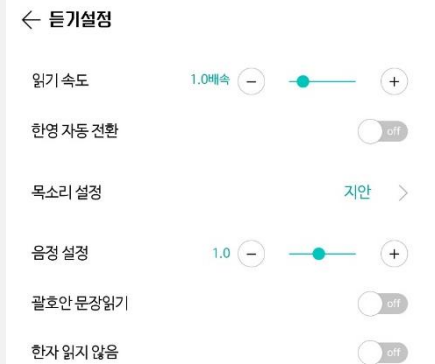 ← 듣기설정
읽기 속도 1.0배속 − +
한영 자동 전환 off
목소리 설정 지안 >
음정 설정 1.0 − +
괄호안 문장읽기 off
한자 읽지 않음 off